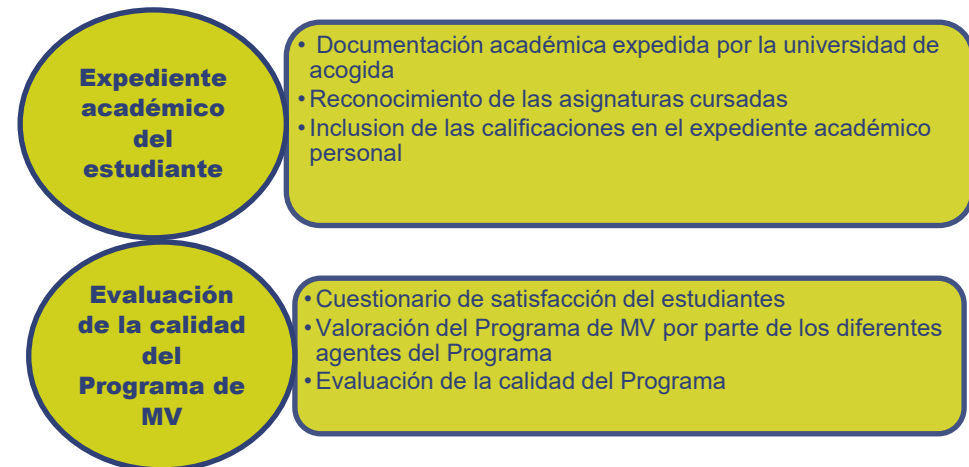 Expediente
académico
del
estudiante
• Documentación académica expedida por la universidad de
acogida
• Reconocimiento de las asignaturas cursadas
• Inclusion de las calificaciones en el expediente académico
personal
Evaluación
de la calidad
del
Programa de
MV
• Cuestionario de satisfacción del estudiantes
• Valoración del Programa de MV por parte de los diferentes
agentes del Programa
• Evaluación de la calidad del Programa